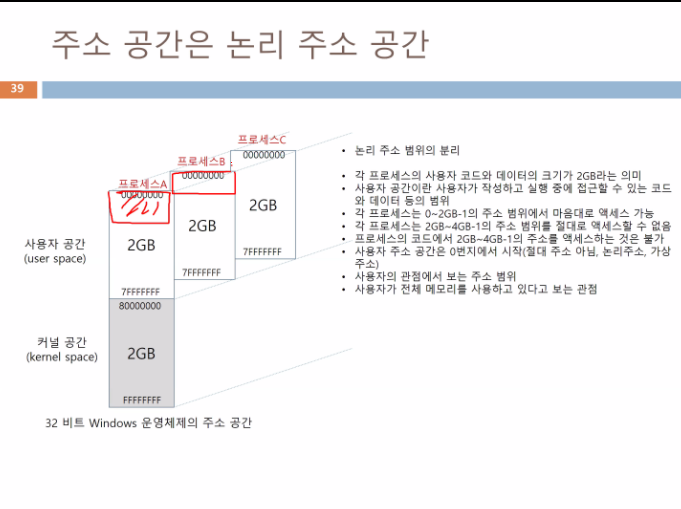 주소 공간은 논리 주소 공간
39
프로세스C
00000000
프로세스B
00000000
프로세스A
00000000
2GB
2GB
2GB
사용자 공간
(user space)
7FFFFFFF
7FFFFFFF
7FFFFFFF
80000000
커널 공간
(kernel space)
2GB
FFFFFFFF
32 비트 Windows 운영체제의 주소 공간
• 논리 주소 범위의 분리
• 각 프로세스의 사용자 코드와 데이터의 크기가 2GB라는 의미
• 사용자 공간이란 사용자가 작성하고 실행 중에 접근할 수 있는 코드
와 데이터 등의 범위
• 각 프로세스는 0~2GB-1의 주소 범위에서 마음대로 액세스 가능
• 각 프로세스는 2GB~4GB-1의 주소 범위를 절대로 액세스할 수 없음
• 프로세스의 코드에서 2GB~4GB-1의 주소를 액세스하는 것은 불가
• 사용자 주소 공간은 0번지에서 시작(절대 주소 아님, 논리주소, 가상
주소)
• 사용자의 관점에서 보는 주소 범위
• 사용자가 전체 메모리를 사용하고 있다고 보는 관점